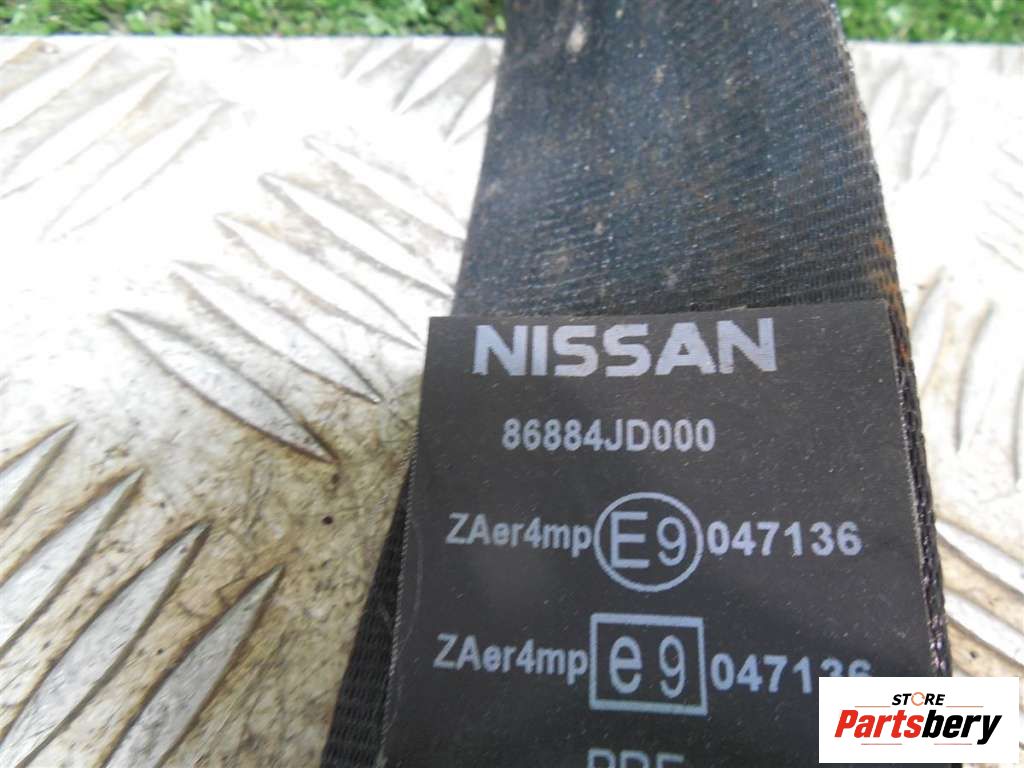 NISSAN
86884JD000
ZAer4mp E9 047136
ZAer4mp e9 047136
STORE
Partsbery